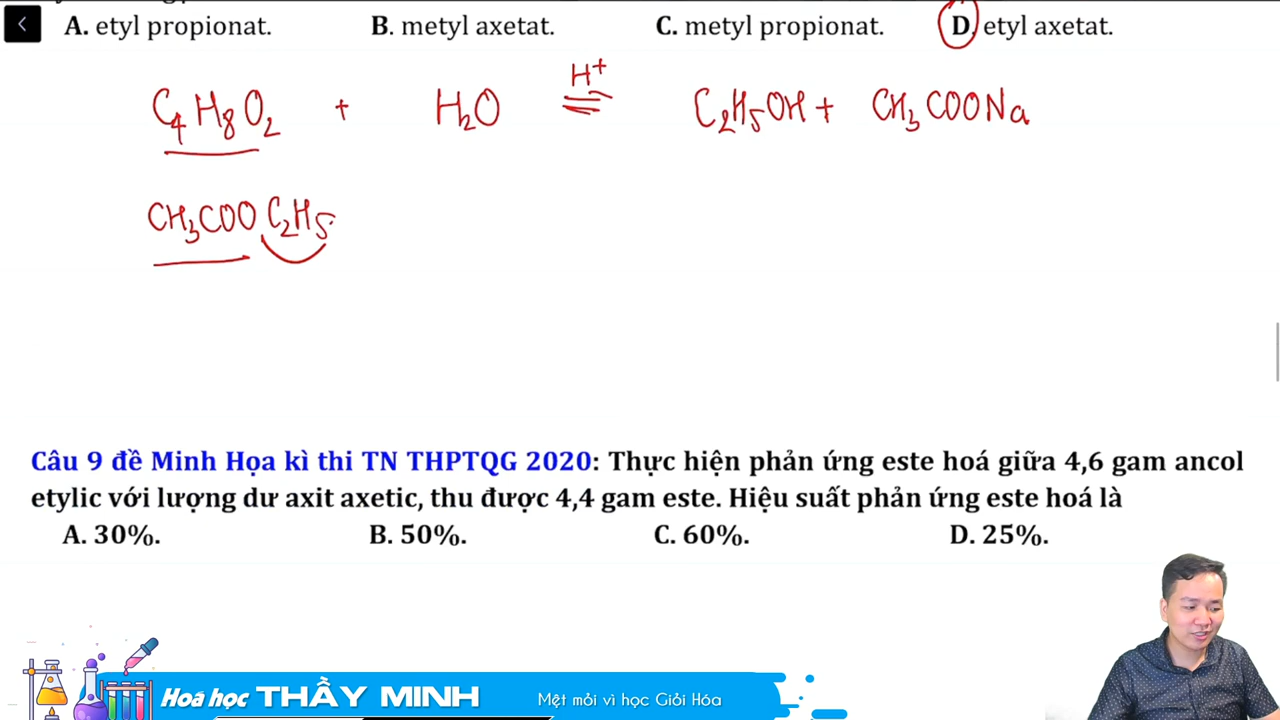 A. etyl propionat. B. metyl axetat. C. metyl propionat. D. etyl axetat.
C₄H₈O₂ + H₂O ⇌ H⁺ C₂H₅OH + CH₃COONa
CH₃COOC₂H₅
Câu 9 đề Minh Họa kì thi TN THPTQG 2020: Thực hiện phản ứng este hoá giữa 4,6 gam ancol
etylic với lượng dư axit axetic, thu được 4,4 gam este. Hiệu suất phản ứng este hoá là
A. 30%. B. 50%. C. 60%. D. 25%.
Hoá học THẦY MINH Mệt mỏi vì học Giỏi Hóa